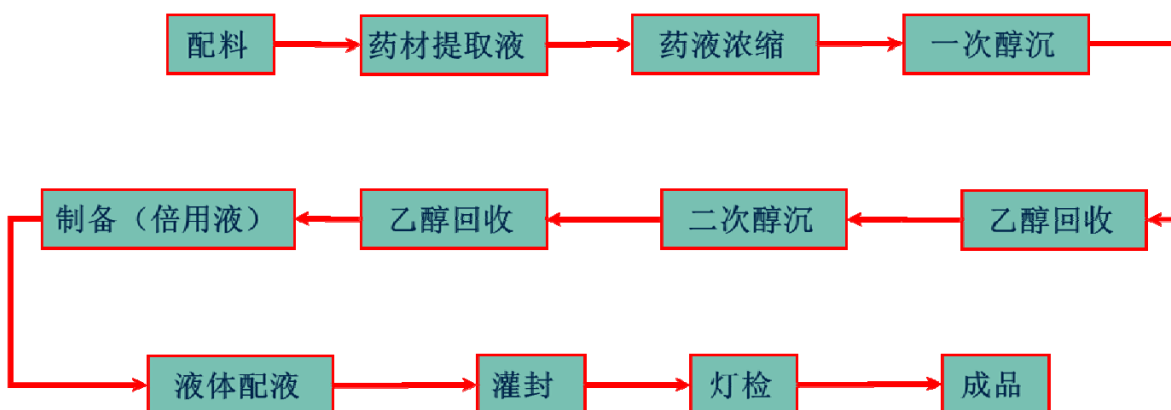 配料
药材提取液
药液浓缩
一次醇沉
乙醇回收
二次醇沉
乙醇回收
制备（倍用液）
液体配液
灌封
灯检
成品